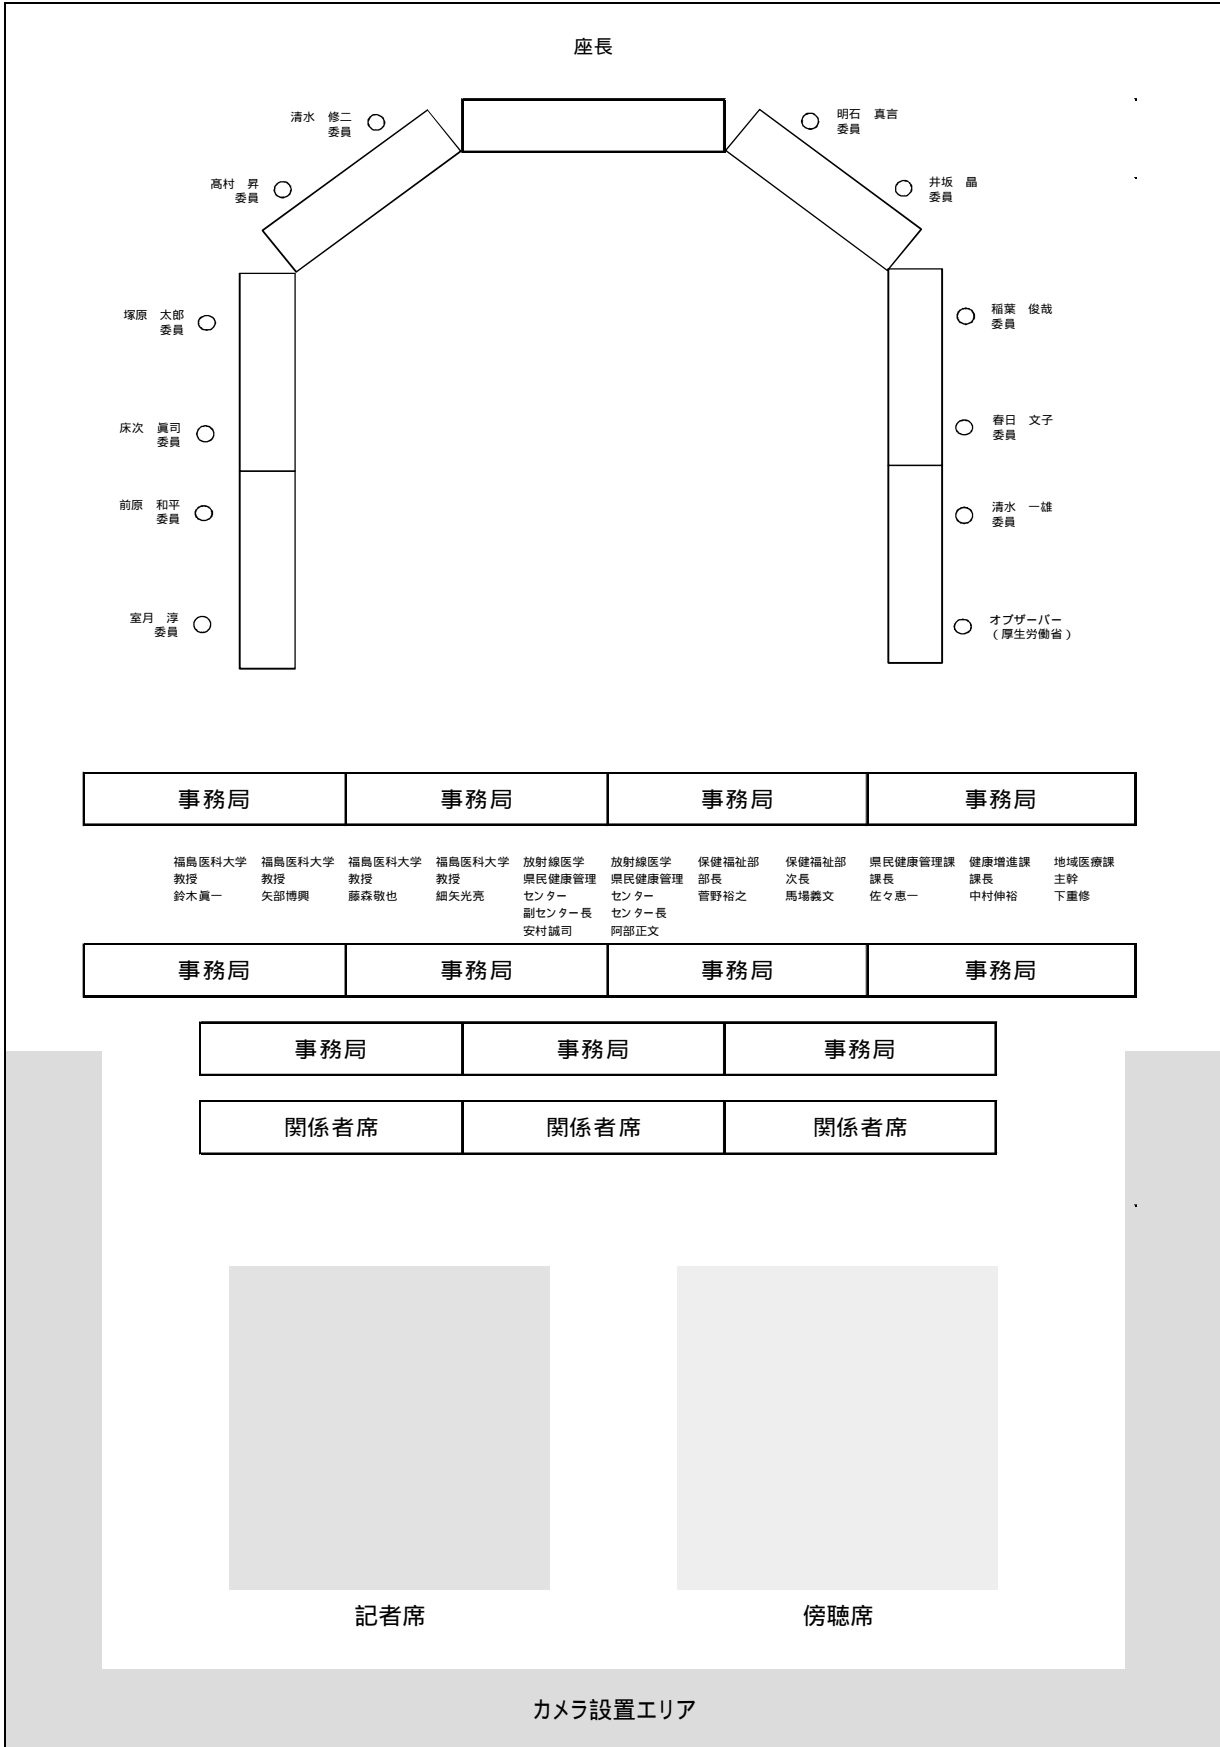 座長
清水　修二
委員
明石　真言
委員
髙村　昇
委員
井坂　晶
委員
塚原　太郎
委員
稲葉　俊哉
委員
床次　眞司
委員
春日　文子
委員
前原　和平
委員
清水　一雄
委員
室月　淳
委員
オブザーバー
（厚生労働省）
事務局
事務局
事務局
事務局
福島医科大学
教授
鈴木眞一
福島医科大学
教授
矢部博興
福島医科大学
教授
藤森敬也
福島医科大学
教授
細矢光亮
放射線医学
県民健康管理
センター
副センター長
安村誠司
放射線医学
県民健康管理
センター
センター長
阿部正文
保健福祉部
部長
菅野裕之
保健福祉部
次長
馬場義文
県民健康管理課
課長
佐々恵一
健康増進課
課長
中村伸裕
地域医療課
主幹
下重修
事務局
事務局
事務局
事務局
事務局
事務局
事務局
関係者席
関係者席
関係者席
記者席
傍聴席
カメラ設置エリア